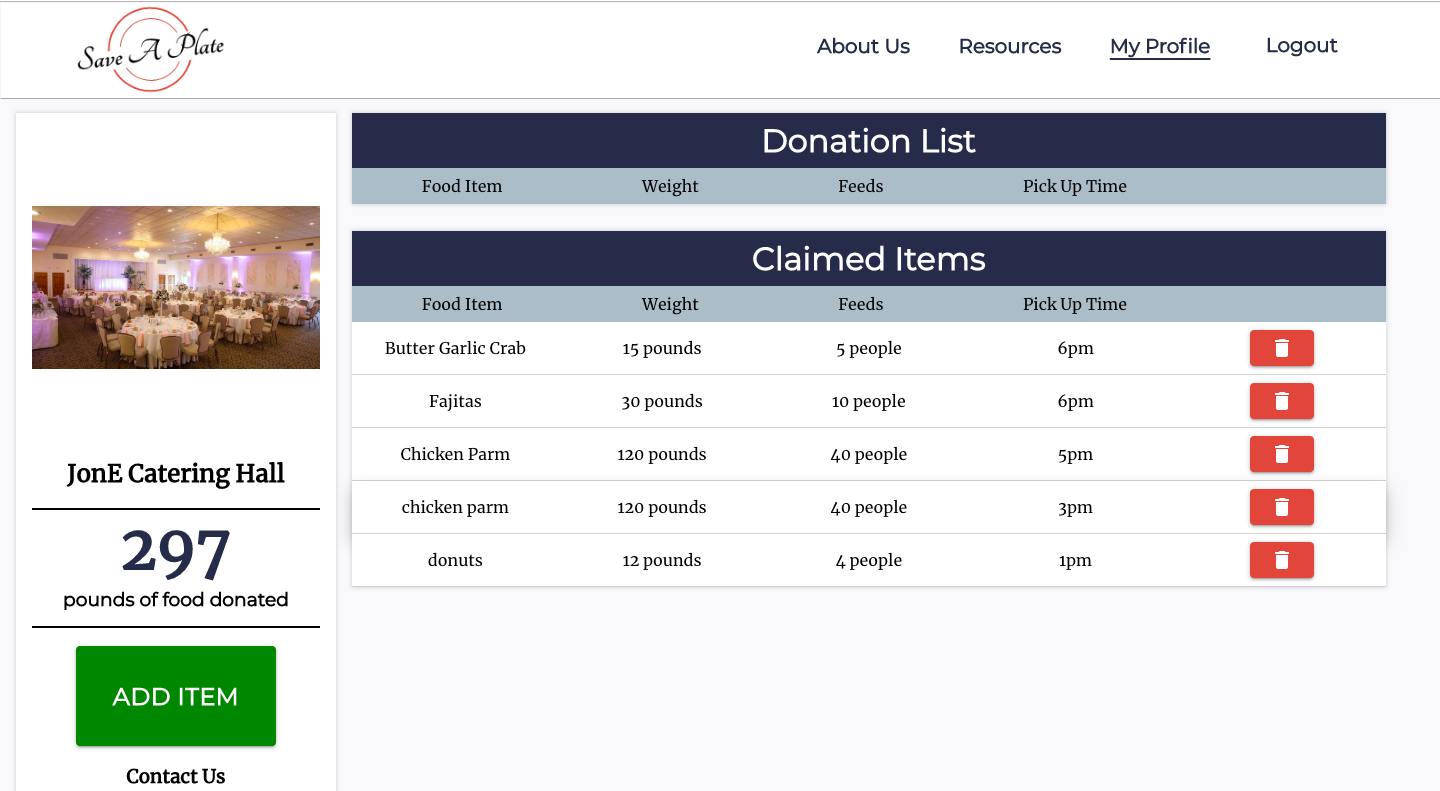 Save A Plate
About Us Resources My Profile Logout
JonE Catering Hall
297
pounds of food donated
ADD ITEM
Contact Us
Donation List
Food Item Weight Feeds Pick Up Time
Claimed Items
Food Item Weight Feeds Pick Up Time
Butter Garlic Crab 15 pounds 5 people 6pm
Fajitas 30 pounds 10 people 6pm
Chicken Parm 120 pounds 40 people 5pm
chicken parm 120 pounds 40 people 3pm
donuts 12 pounds 4 people 1pm